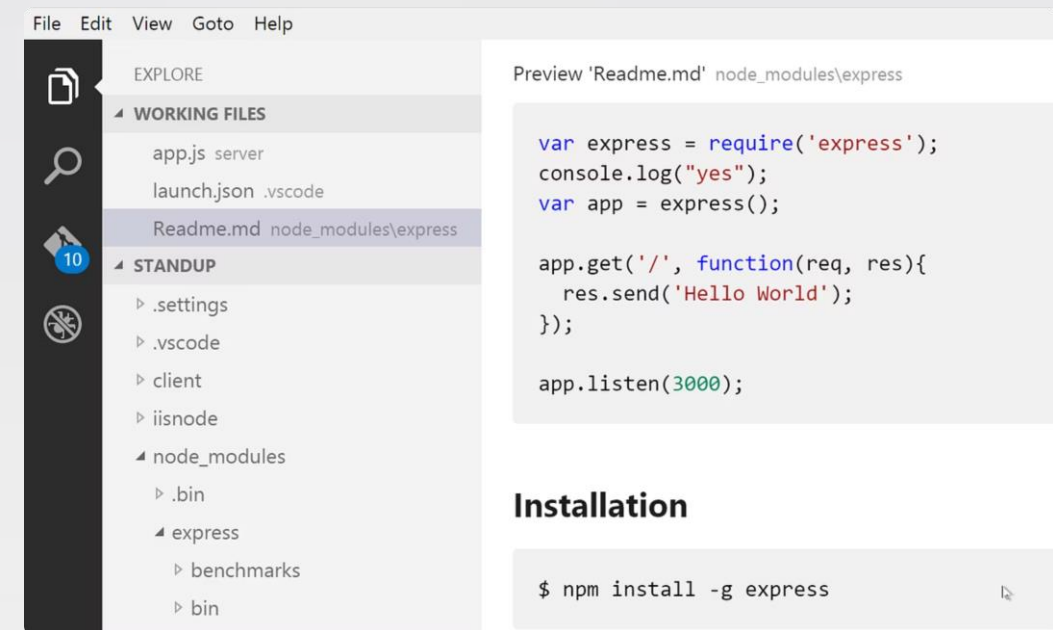 File Edit View Goto Help
EXPLORE
WORKING FILES
app.js server
launch.json .vscode
Readme.md node_modules\express
10
STANDUP
.settings
.vscode
client
iisnode
node_modules
.bin
express
benchmarks
bin
Preview 'Readme.md' node_modules\express
var express = require('express');
console.log("yes");
var app = express();
app.get('/', function(req, res){
  res.send('Hello World');
});
app.listen(3000);
Installation
$ npm install -g express